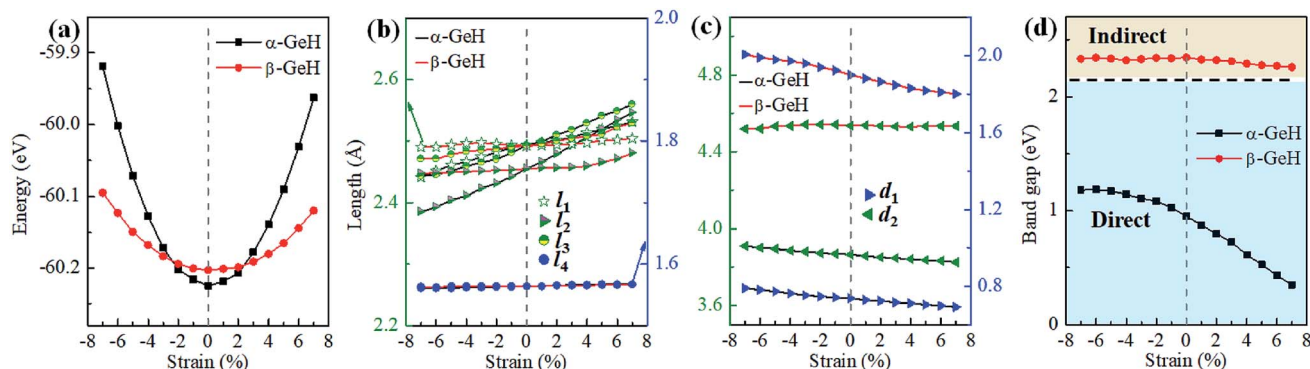 (a)
α-GeH
β-GeH
Energy (eV)
-59.9
-60.0
-60.1
-60.2
-8 -6 -4 -2 0 2 4 6 8
Strain (%)
(b)
α-GeH
β-GeH
Length (A)
2.6
2.4
2.2
2.0
1.8
1.6
l1
l2
l3
l4
-8 -6 -4 -2 0 2 4 6 8
Strain (%)
(c)
α-GeH
β-GeH
4.8
4.4
4.0
3.6
2.0
1.6
1.2
0.8
d1
d2
-8 -6 -4 -2 0 2 4 6 8
Strain (%)
(d)
Indirect
α-GeH
β-GeH
Direct
Band gap (eV)
2
1
0
-8 -6 -4 -2 0 2 4 6 8
Strain (%)